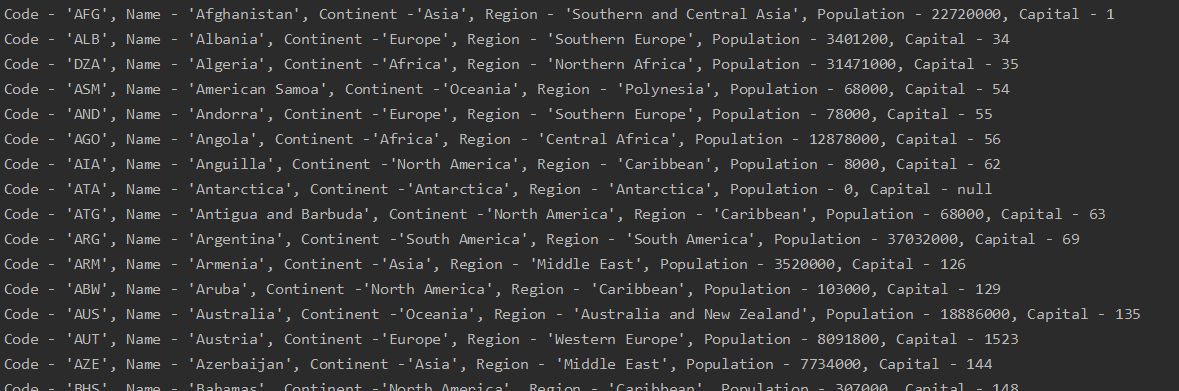 Code - 'AFG', Name - 'Afghanistan', Continent -'Asia', Region - 'Southern and Central Asia', Population - 22720000, Capital - 1
Code - 'ALB', Name - 'Albania', Continent -'Europe', Region - 'Southern Europe', Population - 3401200, Capital - 34
Code - 'DZA', Name - 'Algeria', Continent -'Africa', Region - 'Northern Africa', Population - 31471000, Capital - 35
Code - 'ASM', Name - 'American Samoa', Continent -'Oceania', Region - 'Polynesia', Population - 68000, Capital - 54
Code - 'AND', Name - 'Andorra', Continent -'Europe', Region - 'Southern Europe', Population - 78000, Capital - 55
Code - 'AGO', Name - 'Angola', Continent -'Africa', Region - 'Central Africa', Population - 12878000, Capital - 56
Code - 'AIA', Name - 'Anguilla', Continent -'North America', Region - 'Caribbean', Population - 8000, Capital - 62
Code - 'ATA', Name - 'Antarctica', Continent -'Antarctica', Region - 'Antarctica', Population - 0, Capital - null
Code - 'ATG', Name - 'Antigua and Barbuda', Continent -'North America', Region - 'Caribbean', Population - 68000, Capital - 63
Code - 'ARG', Name - 'Argentina', Continent -'South America', Region - 'South America', Population - 37032000, Capital - 69
Code - 'ARM', Name - 'Armenia', Continent -'Asia', Region - 'Middle East', Population - 3520000, Capital - 126
Code - 'ABW', Name - 'Aruba', Continent -'North America', Region - 'Caribbean', Population - 103000, Capital - 129
Code - 'AUS', Name - 'Australia', Continent -'Oceania', Region - 'Australia and New Zealand', Population - 18886000, Capital - 135
Code - 'AUT', Name - 'Austria', Continent -'Europe', Region - 'Western Europe', Population - 8091800, Capital - 1523
Code - 'AZE', Name - 'Azerbaijan', Continent -'Asia', Region - 'Middle East', Population - 7734000, Capital - 144
Code - 'BHS', Name - 'Bahamas', Continent -'North America', Region - 'Caribbean', Population - 307000, Capital - 148